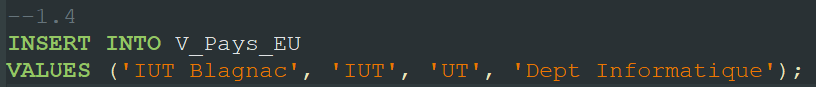 --1.4
INSERT INTO V_Pays_EU
VALUES ('IUT Blagnac', 'IUT', 'UT', 'Dept Informatique');